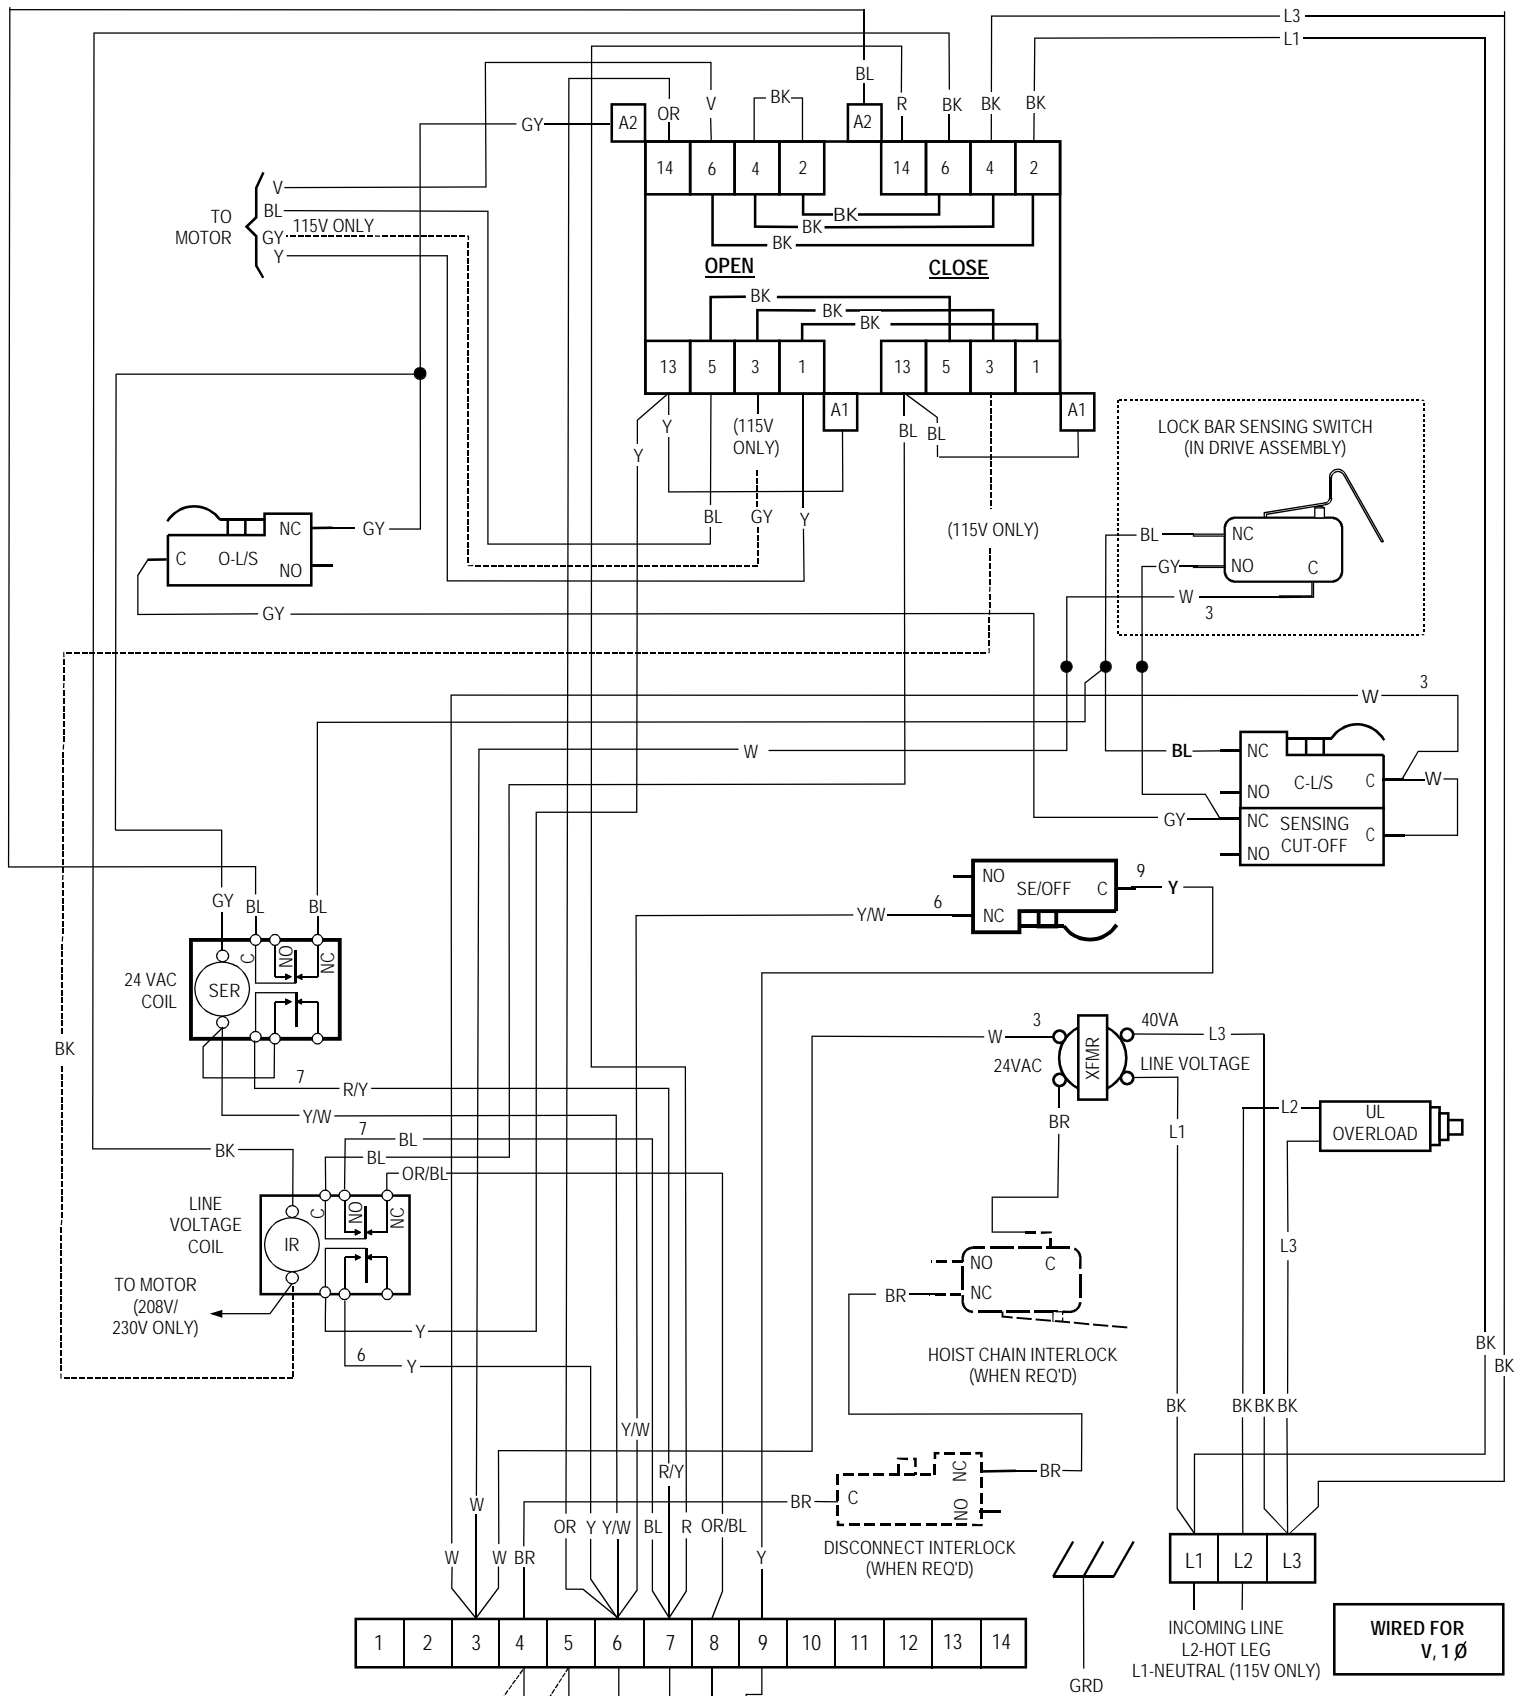 L3
L1
BL
OR
V
BK
R
BK
BK
BK
GY
A2
A2
14
6
4
2
14
6
4
2
V
BL
TO
MOTOR
115V ONLY
GY
Y
BK
BK
BK
OPEN
CLOSE
BK
BK
BK
13
5
3
1
13
5
3
1
A1
A1
Y
Y
(115V
ONLY)
BL
BL
LOCK BAR SENSING SWITCH
(IN DRIVE ASSEMBLY)
BL
GY
Y
(115V ONLY)
NC
GY
C
O-L/S
NO
BL
NC
GY
NO
C
W
3
GY
W
3
W
BL
NC
C-L/S
C
W
NO
GY
NC
SENSING
CUT-OFF
C
NO
NO
SE/OFF
C
9
Y
6
Y/W
NC
GY
BL
BL
C
NO
NC
24 VAC
COIL
SER
BK
7
R/Y
Y/W
3
W
24VAC
XFMR
40VA
L3
LINE VOLTAGE
BR
L1
L2
UL
OVERLOAD
L3
7
BL
BK
BL
OR/BL
LINE
VOLTAGE
COIL
C
NO
NC
IR
TO MOTOR
(208V/
230V ONLY)
Y
6
Y
NO
C
NC
BR
HOIST CHAIN INTERLOCK
(WHEN REQ'D)
BK
BK
BK
BK
BK
BK
Y/W
R/Y
BR
NC
C
NO
BR
DISCONNECT INTERLOCK
(WHEN REQ'D)
W
W
W
BR
OR
Y
Y/W
BL
R
OR/BL
Y
L1
L2
L3
1
2
3
4
5
6
7
8
9
10
11
12
13
14
GRD
INCOMING LINE
L2-HOT LEG
L1-NEUTRAL (115V ONLY)
WIRED FOR
V, 1 Ø